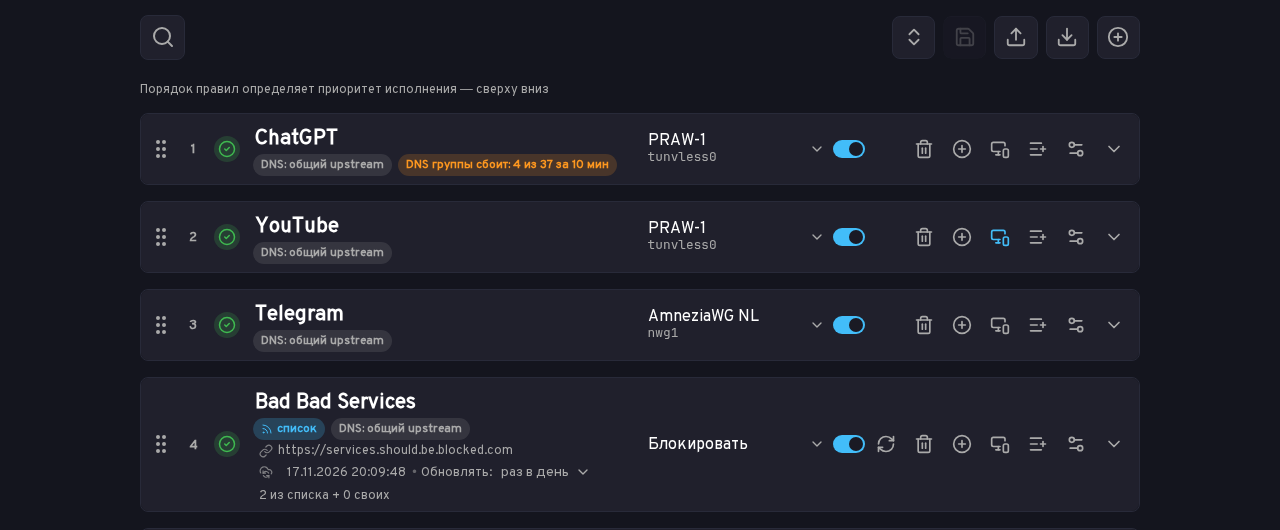 Порядок правил определяет приоритет исполнения — сверху вниз
1
ChatGPT
DNS: общий upstream
DNS группы сбоит: 4 из 37 за 10 мин
PRAW-1
tunvless0
2
YouTube
DNS: общий upstream
PRAW-1
tunvless0
3
Telegram
DNS: общий upstream
AmneziaWG NL
nwg1
4
Bad Bad Services
список
DNS: общий upstream
https://services.should.be.blocked.com
17.11.2026 20:09:48 • Обновлять: раз в день
2 из списка + 0 своих
Блокировать